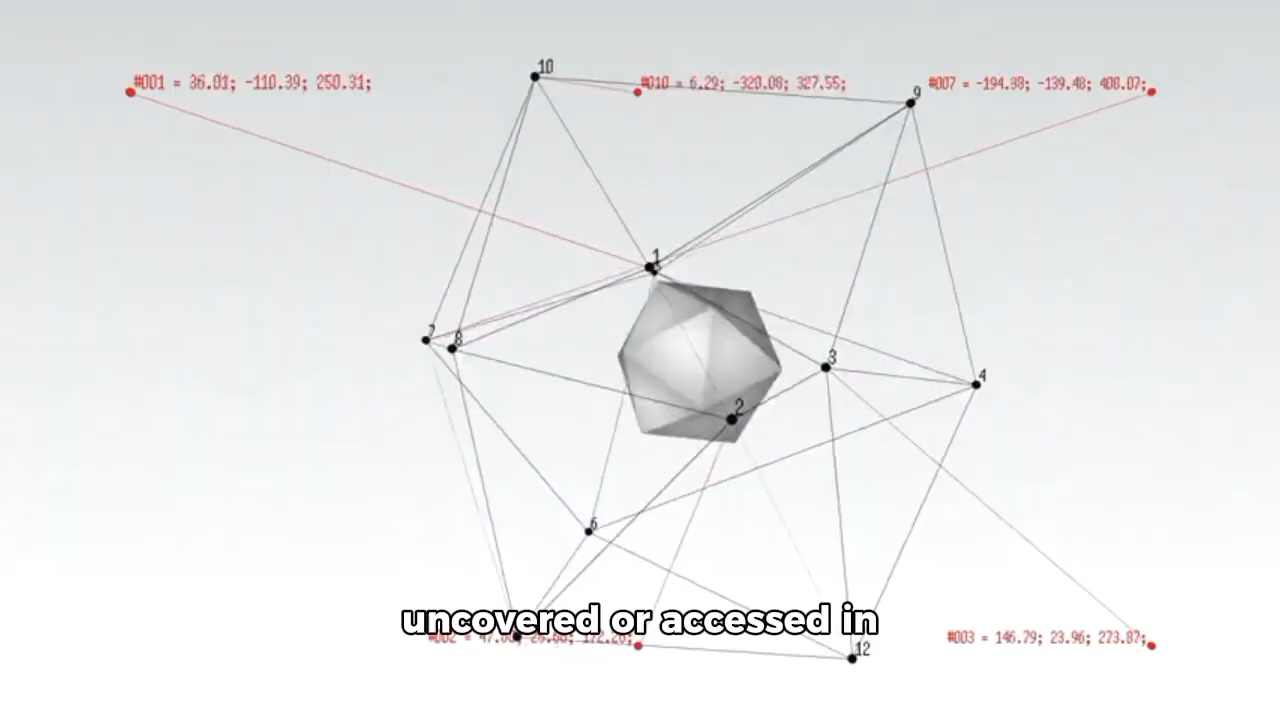 10
#001 = 36.01; -110.39; 250.31;
#010 = 6.29; -320.08; 327.55;
#007 = -194.98; -139.48; 408.07;
9
1
7
8
3
4
2
6
uncovered or accessed in
#003 = 146.79; 23.96; 273.87;
12